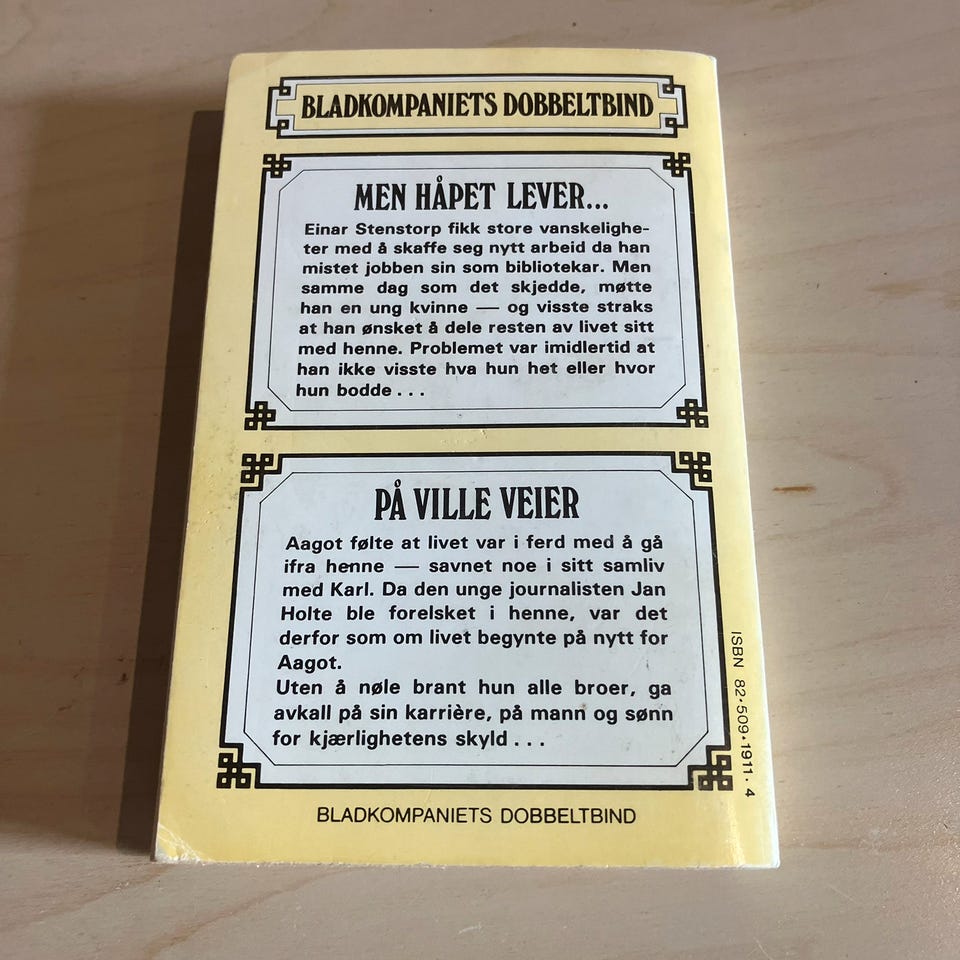 BLADKOMPANIETS DOBBELTBIND
MEN HÅPET LEVER...
Einar Stenstorp fikk store vanskelighe-
ter med å skaffe seg nytt arbeid da han
mistet jobben sin som bibliotekar. Men
samme dag som det skjedde, møtte
han en ung kvinne — og visste straks
at han ønsket å dele resten av livet sitt
med henne. Problemet var imidlertid at
han ikke visste hva hun het eller hvor
hun bodde . . .
PÅ VILLE VEIER
Aagot følte at livet var i ferd med å gå
ifra henne — savnet noe i sitt samliv
med Karl. Da den unge journalisten Jan
Holte ble forelsket i henne, var det
derfor som om livet begynte på nytt for
Aagot.
Uten å nøle brant hun alle broer, ga
avkall på sin karrière, på mann og sønn
for kjærlighetens skyld . . .
BLADKOMPANIETS DOBBELTBIND
ISBN 82·509·1911·4